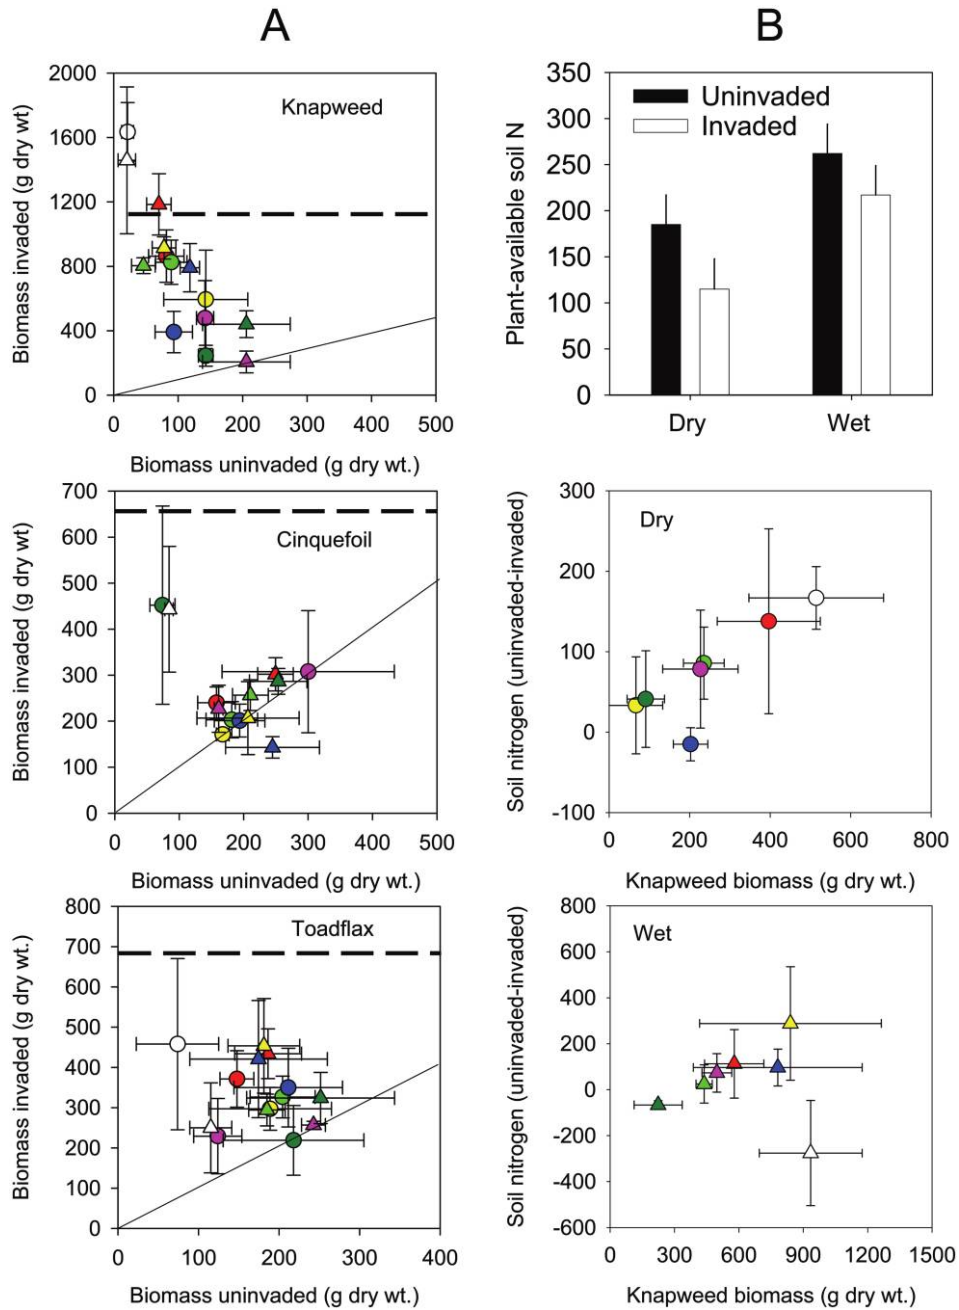 A
B
2000
1600
1200
800
400
0
Biomass invaded (g dry wt)
Knapweed
0 100 200 300 400 500
Biomass uninvaded (g dry wt.)
350
300
250
200
150
100
50
0
Plant-available soil N
Uninvaded
Invaded
Dry Wet
700
600
500
400
300
200
100
0
Biomass invaded (g dry wt)
Cinquefoil
0 100 200 300 400 500
Biomass uninvaded (g dry wt.)
300
200
100
0
-100
Soil nitrogen (uninvaded-invaded)
Dry
0 200 400 600 800
Knapweed biomass (g dry wt.)
800
700
600
500
400
300
200
100
0
Biomass invaded (g dry wt.)
Toadflax
0 100 200 300 400
Biomass uninvaded (g dry wt.)
800
600
400
200
0
-200
-400
-600
Soil nitrogen (uninvaded-invaded)
Wet
0 300 600 900 1200 1500
Knapweed biomass (g dry wt.)